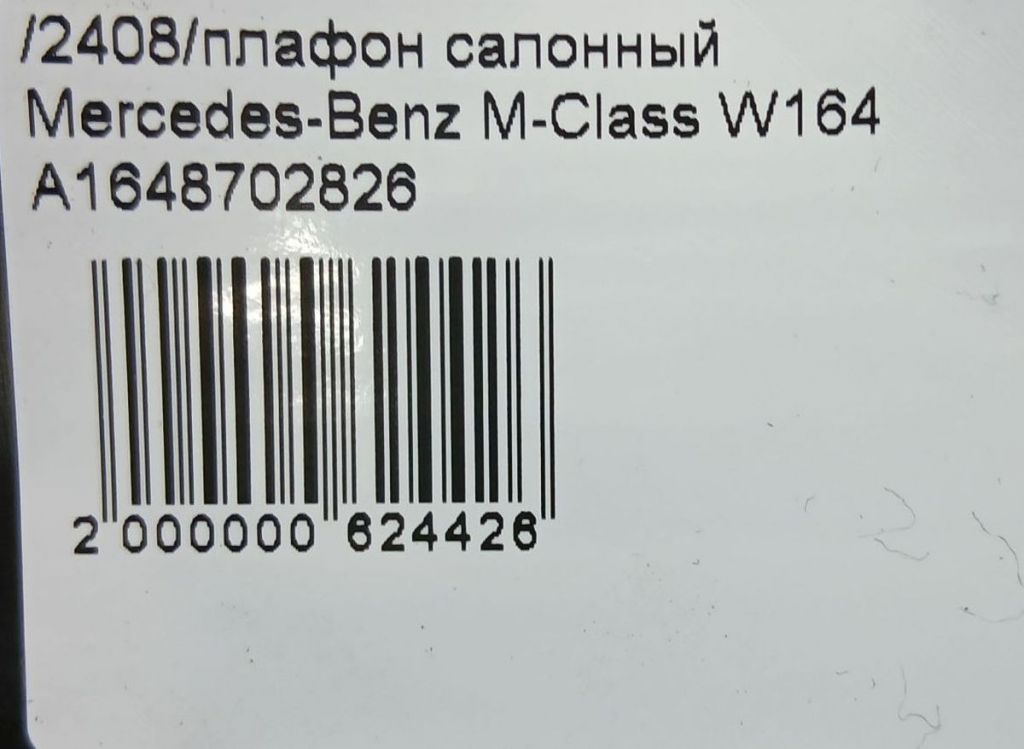 /2408/плафон салонный
Mercedes-Benz M-Class W164
A1648702826
2 000000 624426